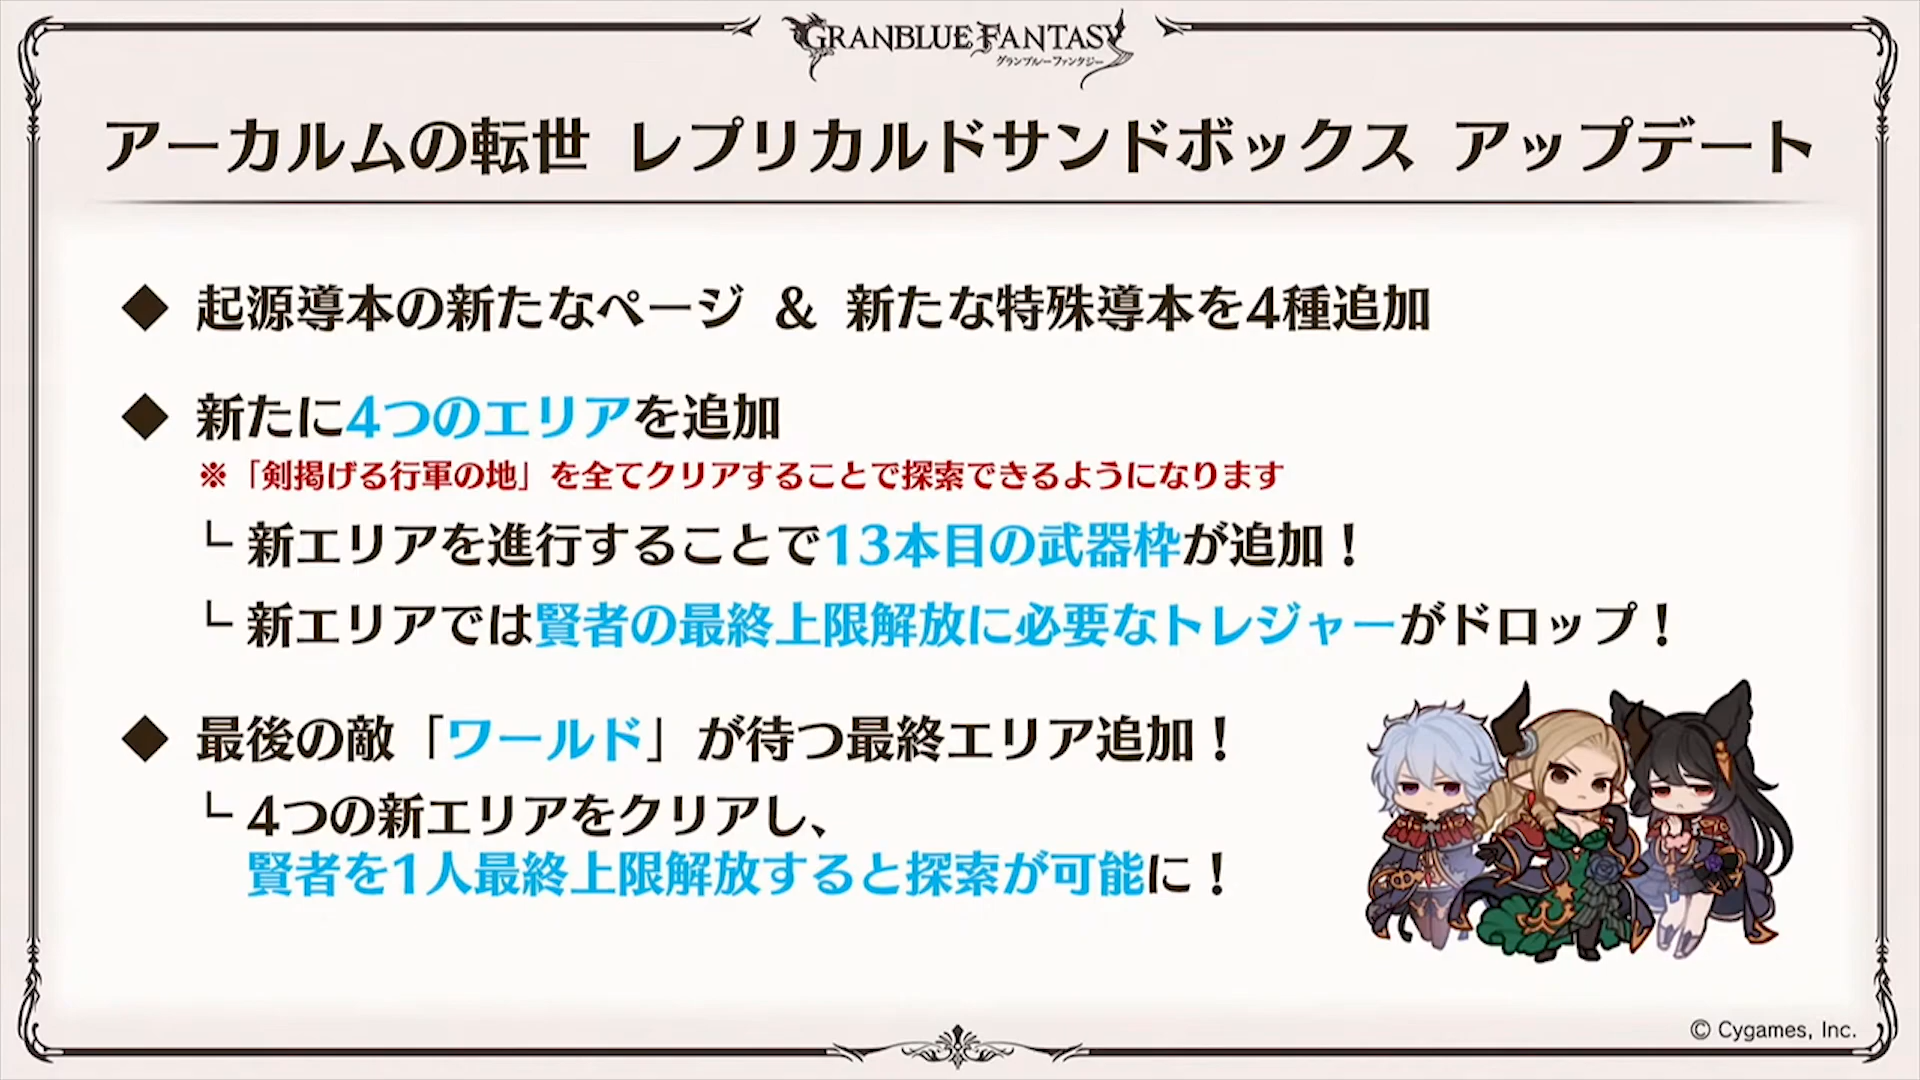 GRANBLUE FANTASY
グランブルーファンタジー
アーカルムの転世 レプリカルドサンドボックス アップデート
◆ 起源導本の新たなページ & 新たな特殊導本を4種追加
◆ 新たに4つのエリアを追加
※「剣掲げる行軍の地」を全てクリアすることで探索できるようになります
└ 新エリアを進行することで13本目の武器枠が追加！
└ 新エリアでは賢者の最終上限解放に必要なトレジャーがドロップ！
◆ 最後の敵「ワールド」が待つ最終エリア追加！
└ 4つの新エリアをクリアし、
賢者を1人最終上限解放すると探索が可能に！
© Cygames, Inc.